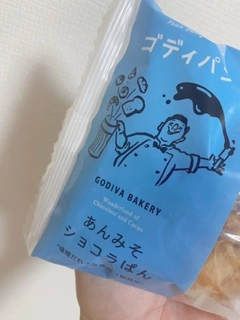 ゴディパン
GODIVA BAKERY
Wonderland of
Chocolate and Cacao
あんみそ
ショコラぱん